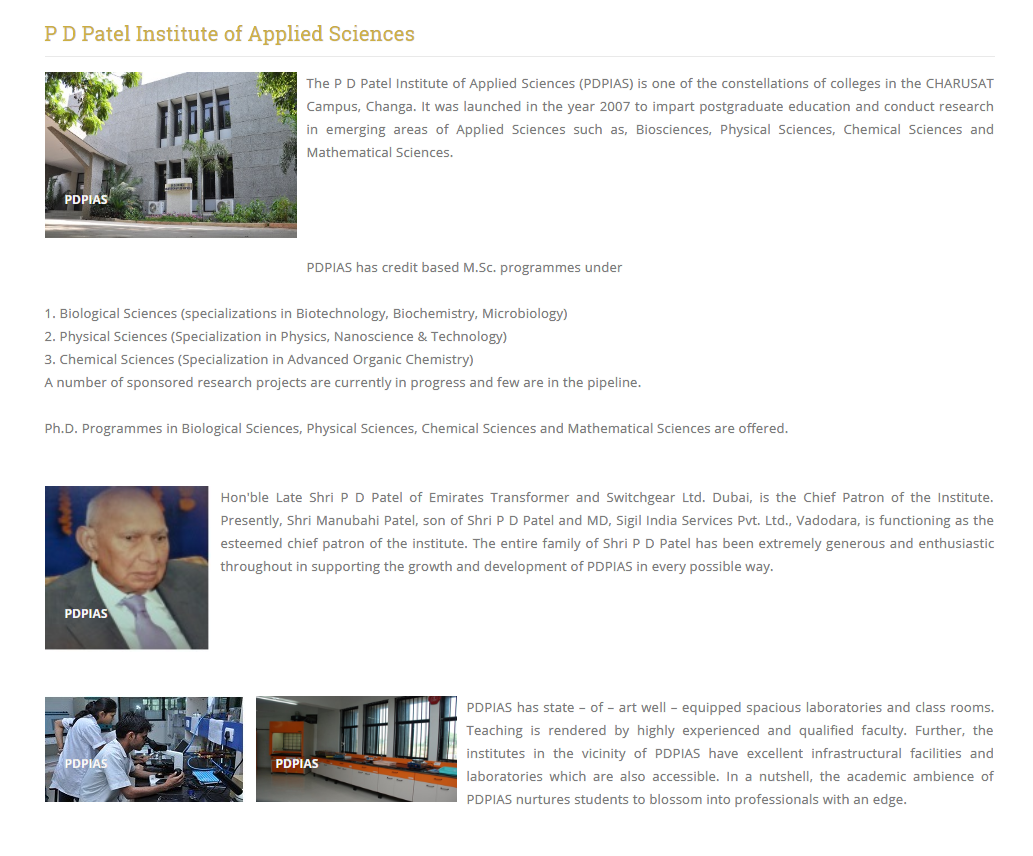 P D Patel Institute of Applied Sciences
The P D Patel Institute of Applied Sciences (PDPIAS) is one of the constellations of colleges in the CHARUSAT
Campus, Changa. It was launched in the year 2007 to impart postgraduate education and conduct research
in emerging areas of Applied Sciences such as, Biosciences, Physical Sciences, Chemical Sciences and
Mathematical Sciences.
PDPIAS
PDPIAS has credit based M.Sc. programmes under
1. Biological Sciences (specializations in Biotechnology, Biochemistry, Microbiology)
2. Physical Sciences (Specialization in Physics, Nanoscience & Technology)
3. Chemical Sciences (Specialization in Advanced Organic Chemistry)
A number of sponsored research projects are currently in progress and few are in the pipeline.
Ph.D. Programmes in Biological Sciences, Physical Sciences, Chemical Sciences and Mathematical Sciences are offered.
Hon'ble Late Shri P D Patel of Emirates Transformer and Switchgear Ltd. Dubai, is the Chief Patron of the Institute.
Presently, Shri Manubahi Patel, son of Shri P D Patel and MD, Sigil India Services Pvt. Ltd., Vadodara, is functioning as the
esteemed chief patron of the institute. The entire family of Shri P D Patel has been extremely generous and enthusiastic
throughout in supporting the growth and development of PDPIAS in every possible way.
PDPIAS
PDPIAS has state – of – art well – equipped spacious laboratories and class rooms.
Teaching is rendered by highly experienced and qualified faculty. Further, the
institutes in the vicinity of PDPIAS have excellent infrastructural facilities and
laboratories which are also accessible. In a nutshell, the academic ambience of
PDPIAS nurtures students to blossom into professionals with an edge.
PDPIAS
PDPIAS